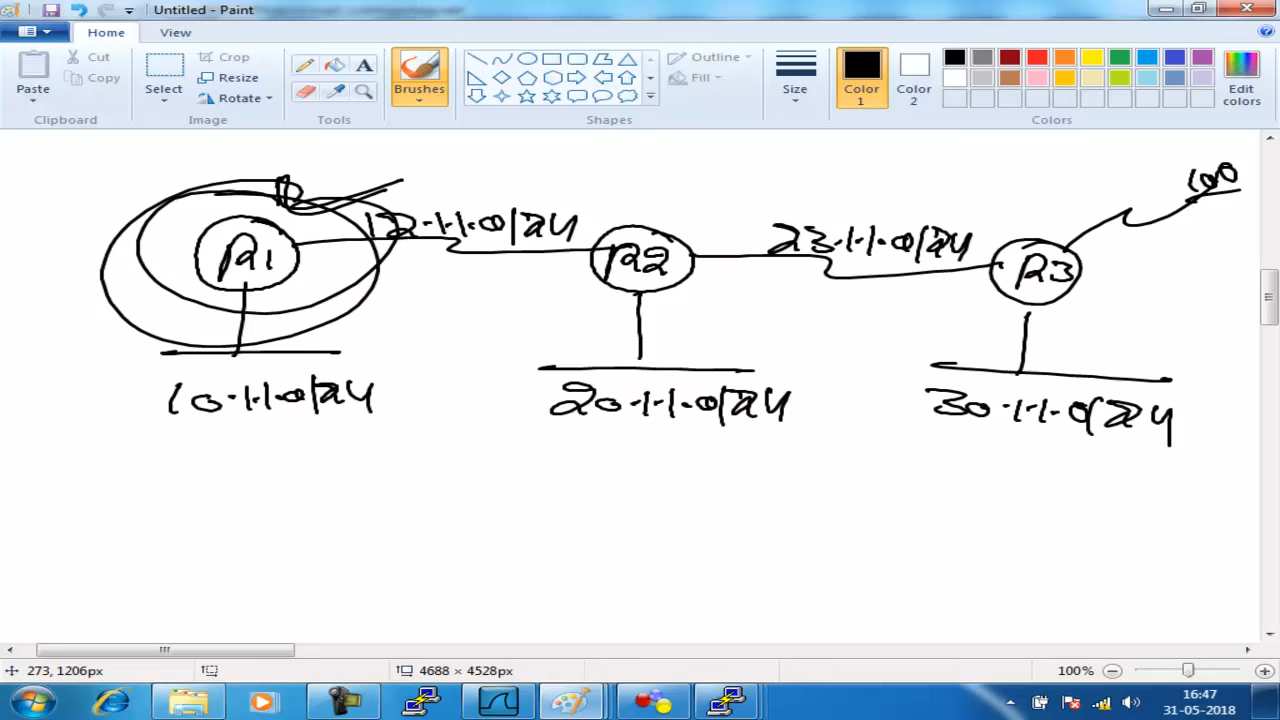 Untitled - Paint
Home View
Cut
Copy
Paste
Clipboard
Select
Crop
Resize
Rotate
Image
Tools
Brushes
Shapes
Outline
Fill
Size
Color 1
Color 2
Edit colors
Colors
100
12.1.1.0/24
23.1.1.0/24
R1
R2
R3
10.1.1.0/24
20.1.1.0/24
30.1.1.0/24
273, 1206px
4688 × 4528px
100%
16:47
31-05-2018